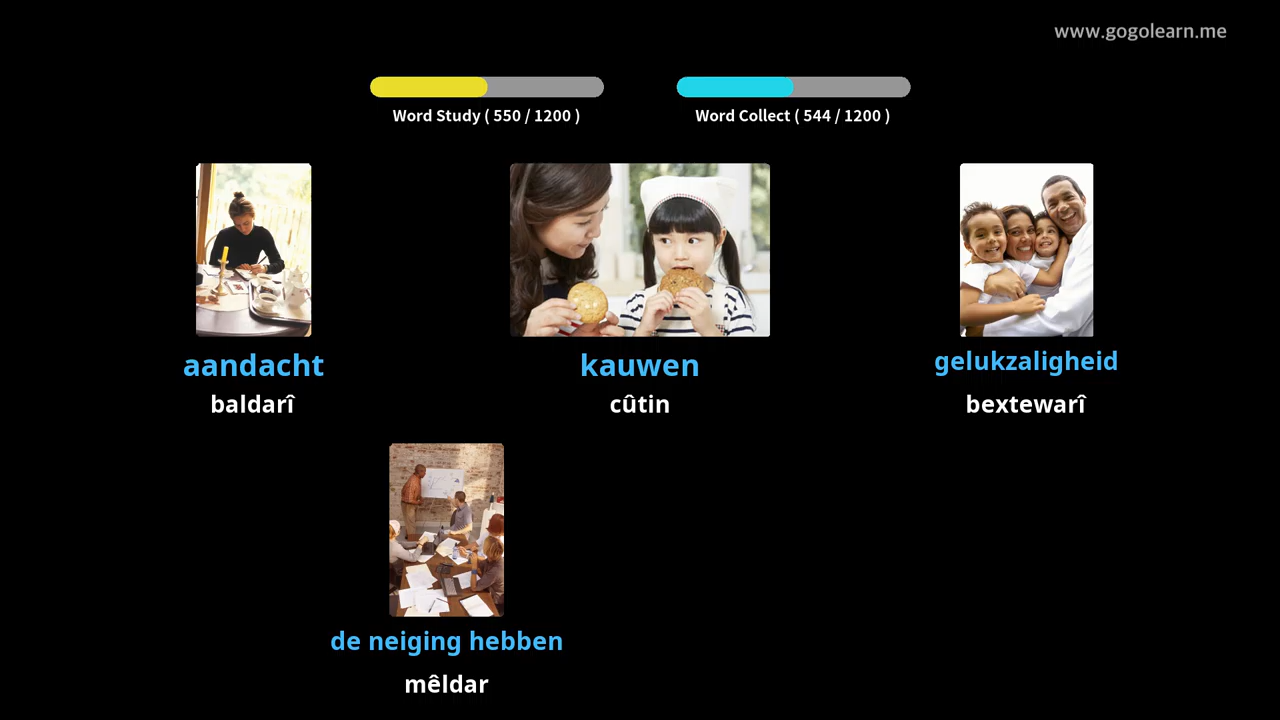 www.gogolearn.me
Word Study ( 550 / 1200 )
Word Collect ( 544 / 1200 )
aandacht
baldarî
kauwen
cûtin
gelukzaligheid
bextewarî
de neiging hebben
mêldar